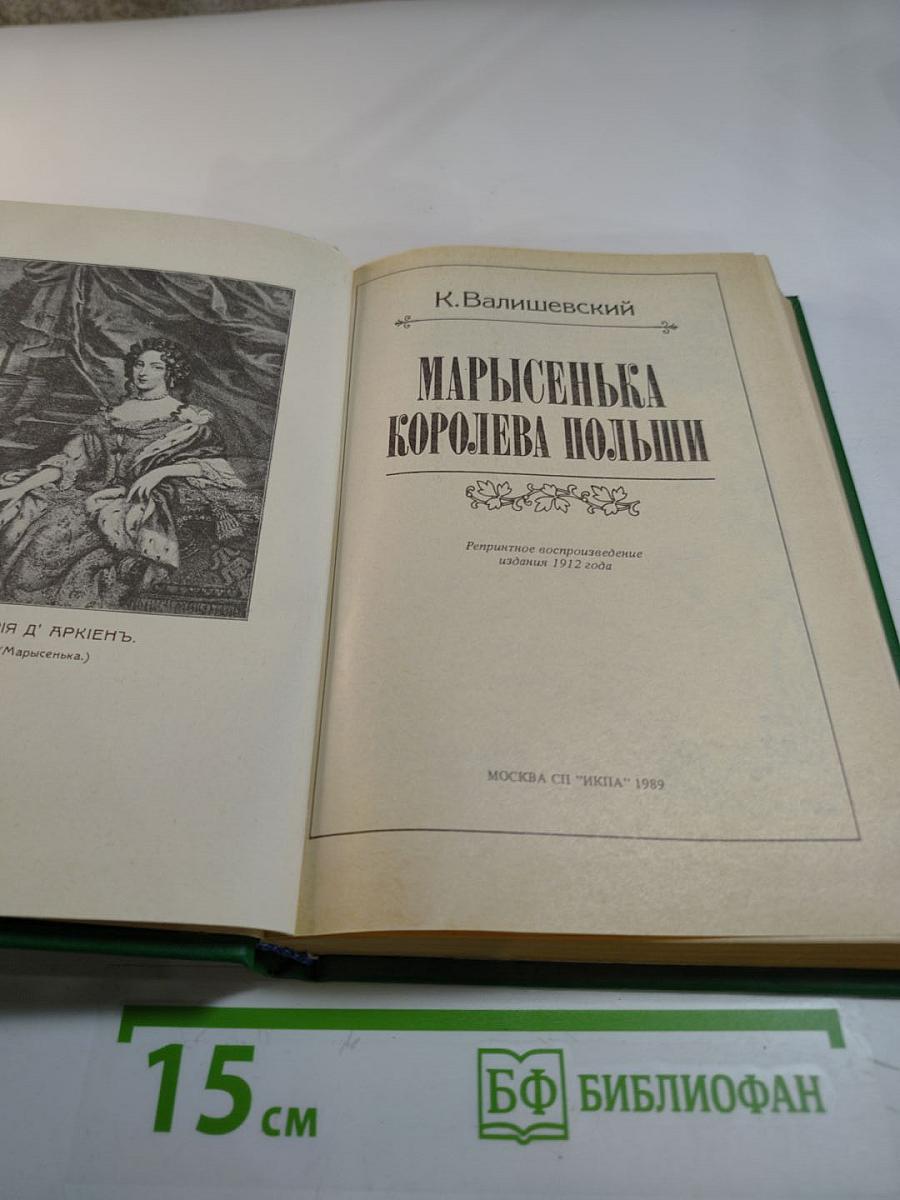 К.Валишевский
МАРЫСЕНЬКА
КОРОЛЕВА ПОЛЬШИ
Репринтное воспроизведение
издания 1912 года
МОСКВА СП "ИКПА" 1989
Д' АРКІЕНЪ.
(Марысенька.)
15 см
БФ БИБЛИОФАН